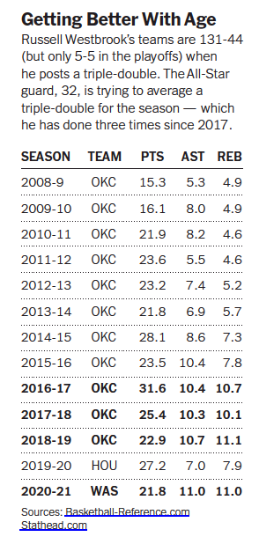 Getting Better With Age
Russell Westbrook's teams are 131-44
(but only 5-5 in the playoffs) when
he posts a triple-double. The All-Star
guard, 32, is trying to average a
triple-double for the season — which
he has done three times since 2017.
SEASON TEAM PTS AST REB
2008-9 OKC 15.3 5.3 4.9
2009-10 OKC 16.1 8.0 4.9
2010-11 OKC 21.9 8.2 4.6
2011-12 OKC 23.6 5.5 4.6
2012-13 OKC 23.2 7.4 5.2
2013-14 OKC 21.8 6.9 5.7
2014-15 OKC 28.1 8.6 7.3
2015-16 OKC 23.5 10.4 7.8
2016-17 OKC 31.6 10.4 10.7
2017-18 OKC 25.4 10.3 10.1
2018-19 OKC 22.9 10.7 11.1
2019-20 HOU 27.2 7.0 7.9
2020-21 WAS 21.8 11.0 11.0
Sources: Basketball-Reference.com
Stathead.com